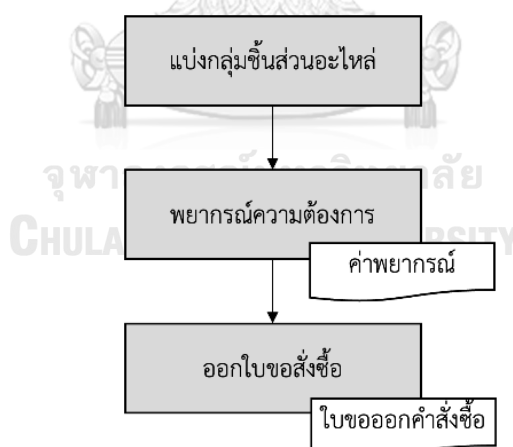 แบ่งกลุ่มชิ้นส่วนอะไหล่
พยากรณ์ความต้องการ
ค่าพยากรณ์
ออกใบขอสั่งซื้อ
ใบขอออกคำสั่งซื้อ